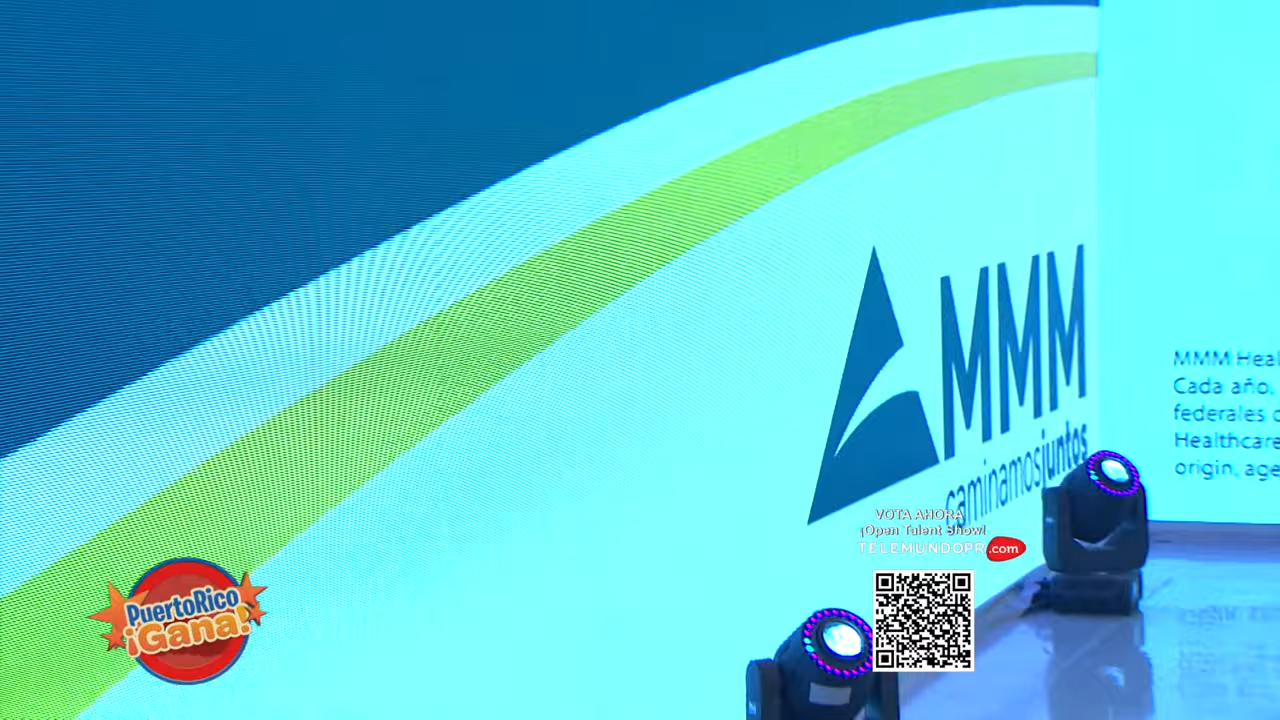 MMM
caminamosjuntos
MMM Heal
Cada año,
federales
Healthcare
origin, age
VOTA AHORA
¡Open Talent Show!
TELEMUNDOPR.com
PuertoRico
¡Gana!